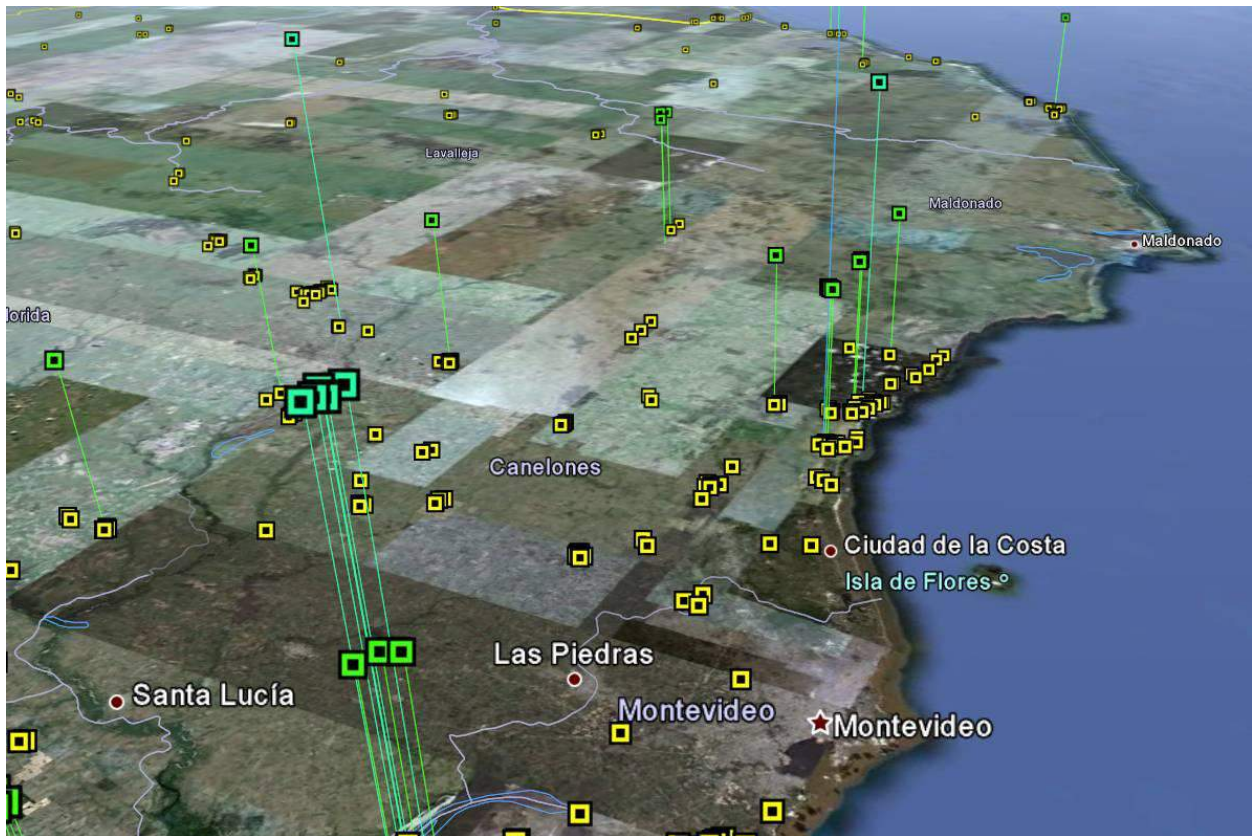 Lavalleja
Maldonado
Maldonado
lorida
Canelones
Ciudad de la Costa
Isla de Flores
Las Piedras
Santa Lucía
Montevideo
Montevideo